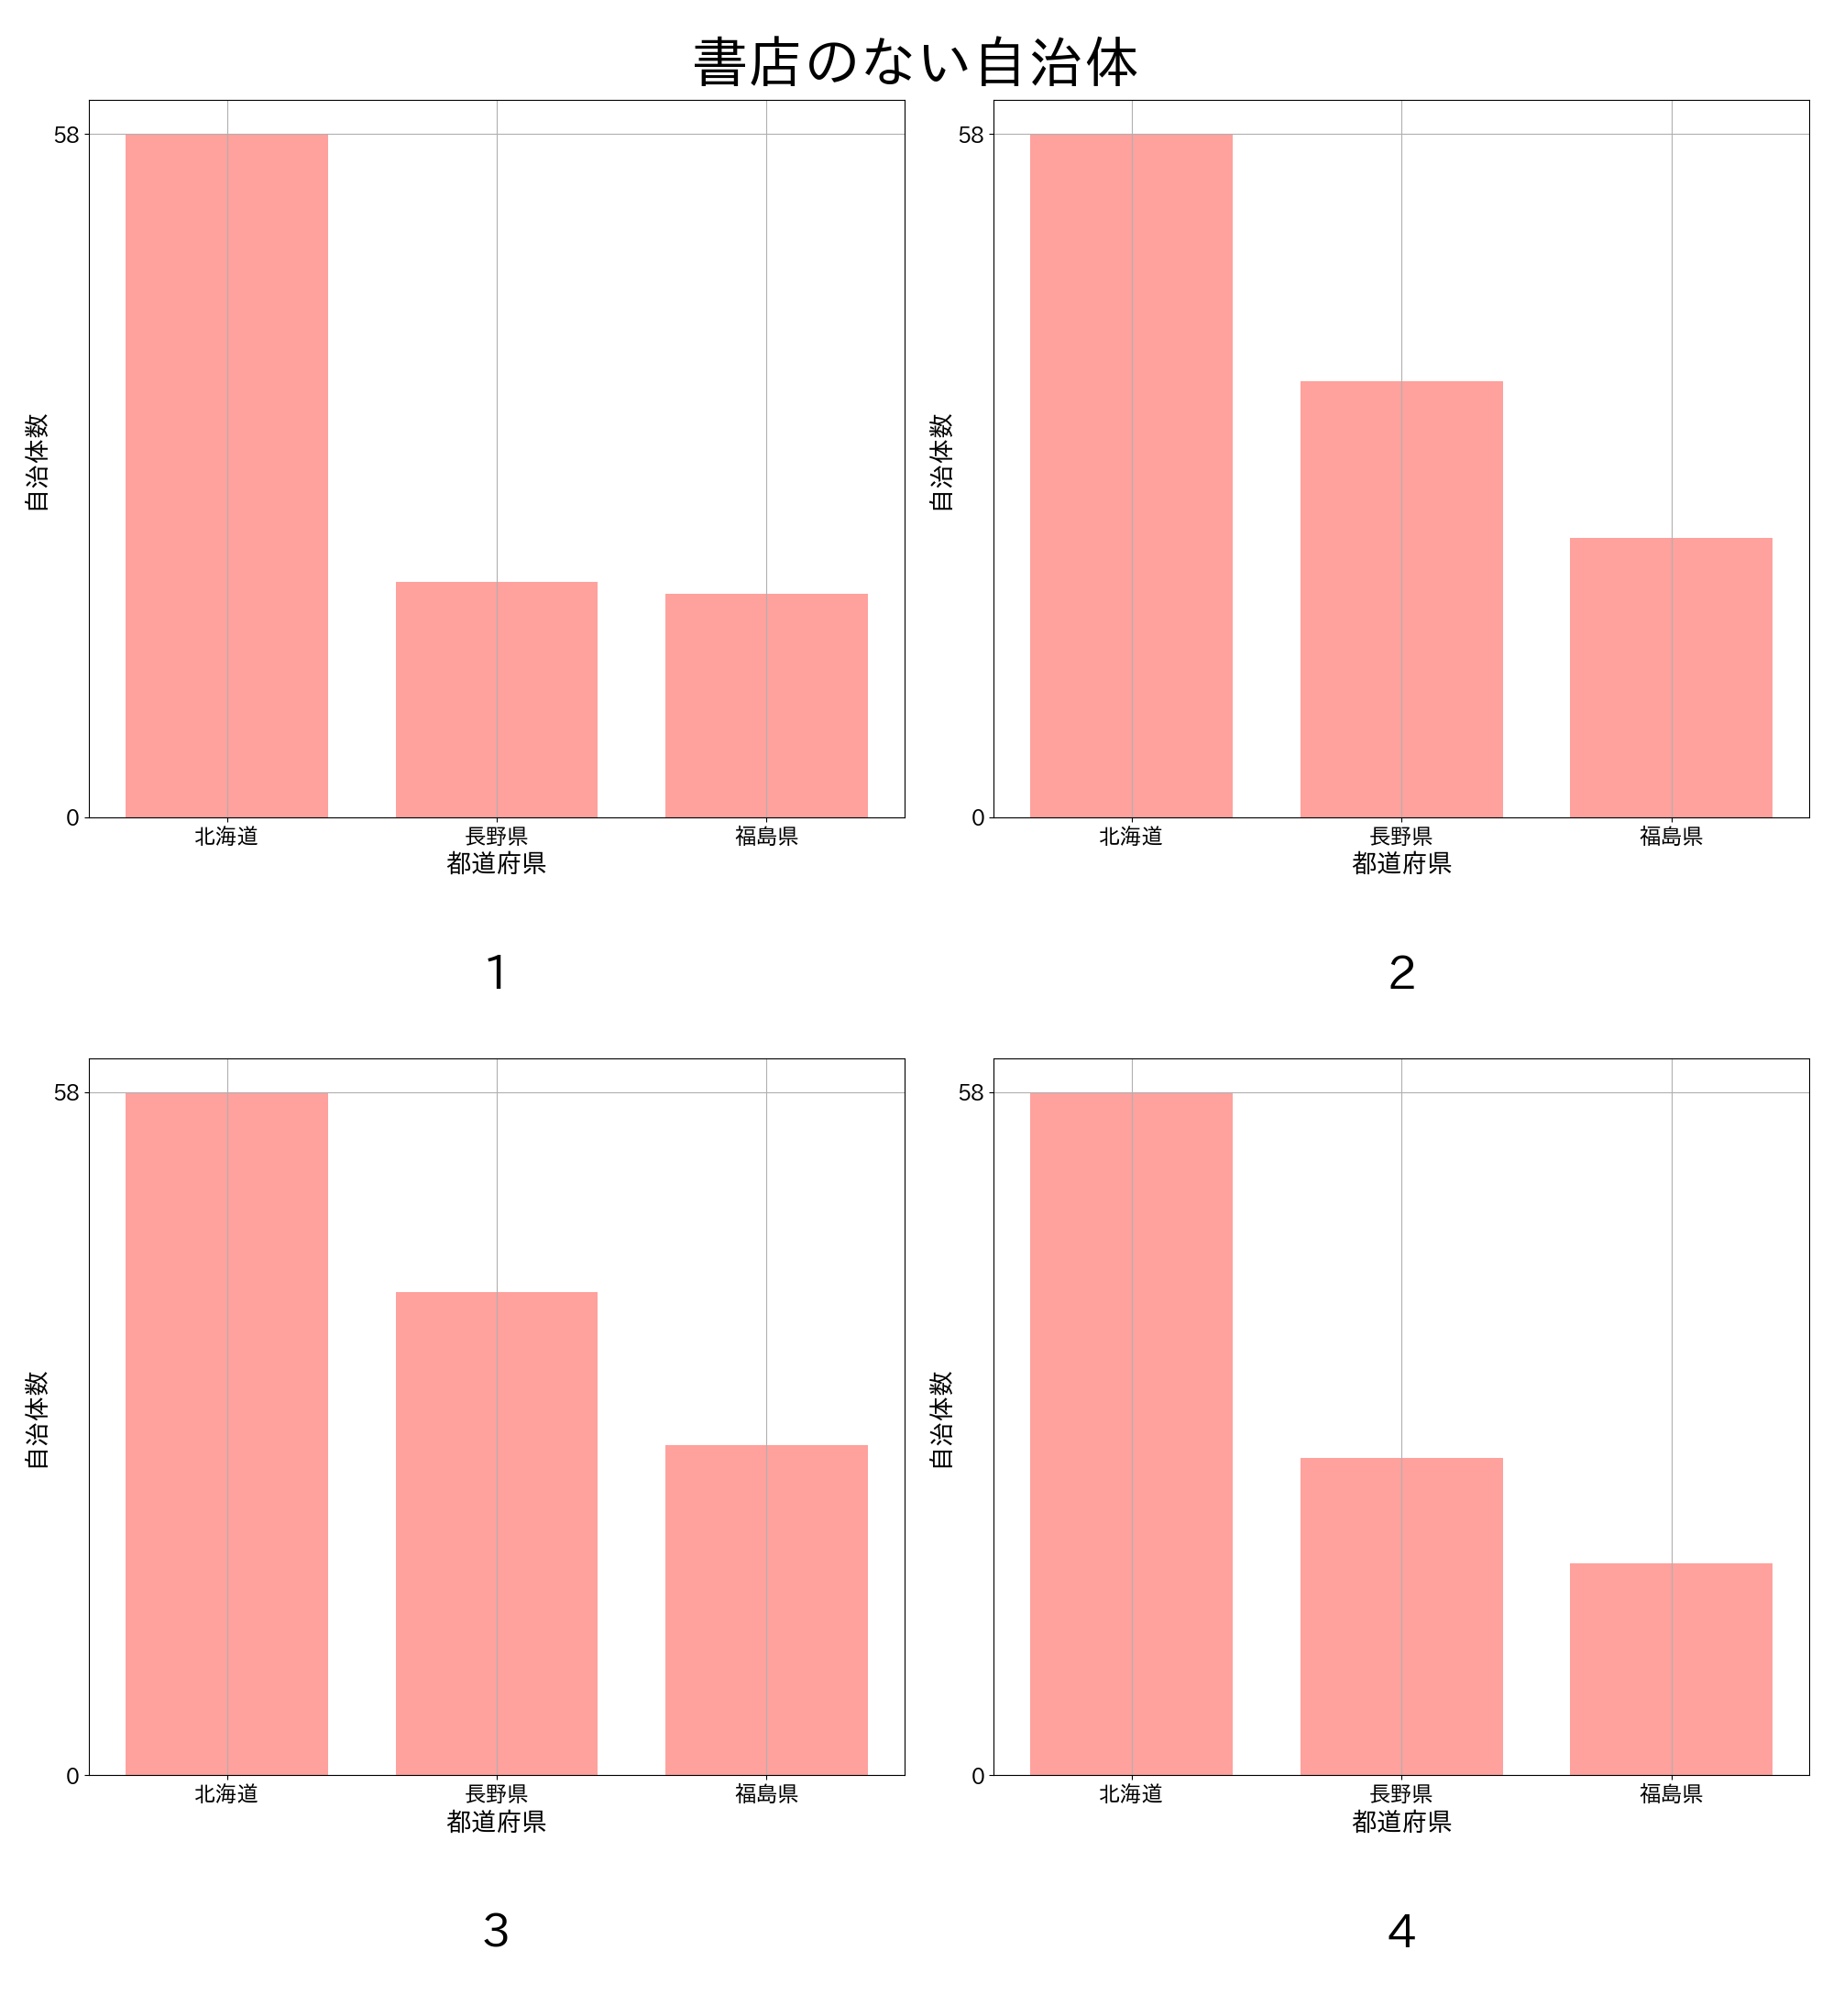 書店のない自治体
58
0
自治体数
北海道 長野県 福島県
都道府県
1
58
0
自治体数
北海道 長野県 福島県
都道府県
2
58
0
自治体数
北海道 長野県 福島県
都道府県
3
58
0
自治体数
北海道 長野県 福島県
都道府県
4